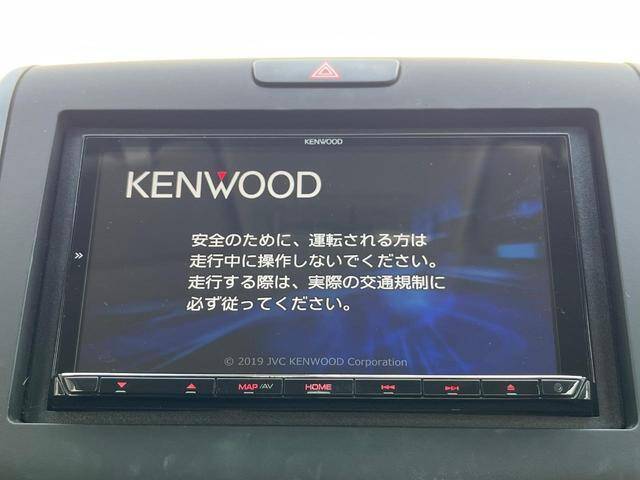 KENWOOD
KENWOOD
安全のために、運転される方は
走行中に操作しないでください。
走行する際は、実際の交通規制に
必ず従ってください。
© 2019 JVC KENWOOD Corporation
MAP/AV HOME